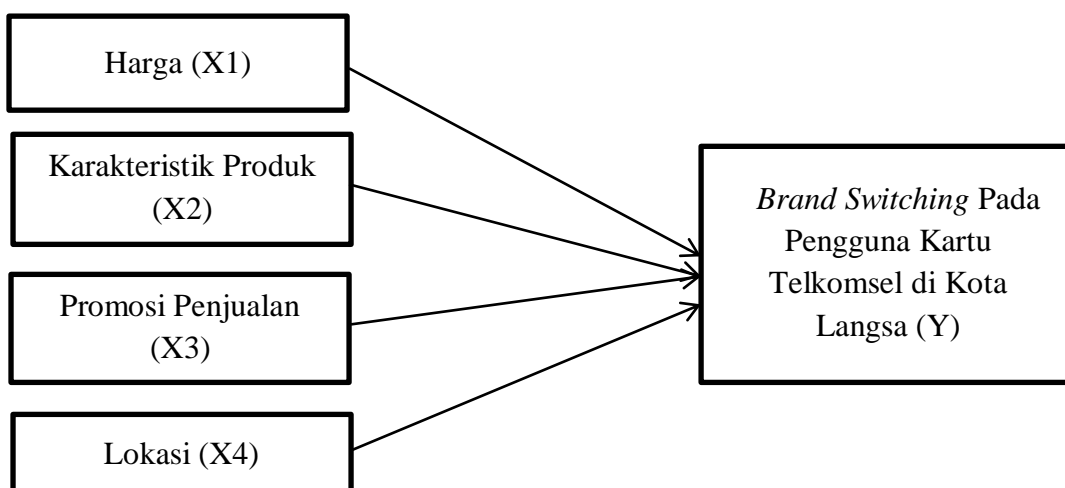 Harga (X1)
Karakteristik Produk
(X2)
Promosi Penjualan
(X3)
Lokasi (X4)
Brand Switching Pada
Pengguna Kartu
Telkomsel di Kota
Langsa (Y)